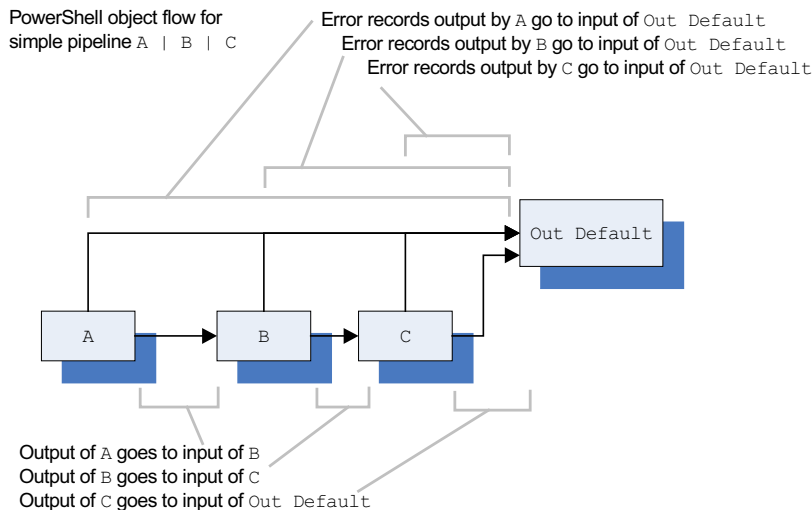 PowerShell object flow for
simple pipeline A | B | C
Error records output by A go to input of Out Default
Error records output by B go to input of Out Default
Error records output by C go to input of Out Default
Out Default
A
B
C
Output of A goes to input of B
Output of B goes to input of C
Output of C goes to input of Out Default